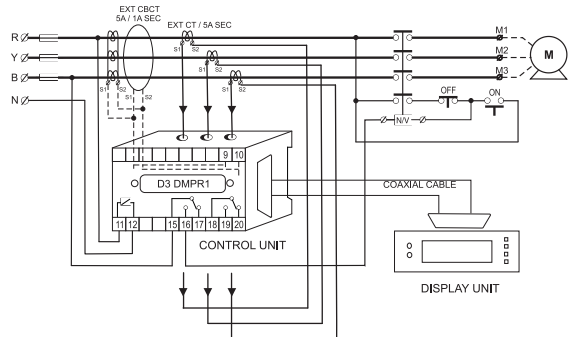 EXT CBCT
5A / 1A SEC
EXT CT / 5A SEC
R
Y
B
N
S1 S2
S1 S2
S1 S2
S1 S2
S1 S2
M1
M2
M3
M
OFF
ON
N/V
9 10
D3 DMPR1
11 12 15 16 17 18 19 20
CONTROL UNIT
COAXIAL CABLE
DISPLAY UNIT